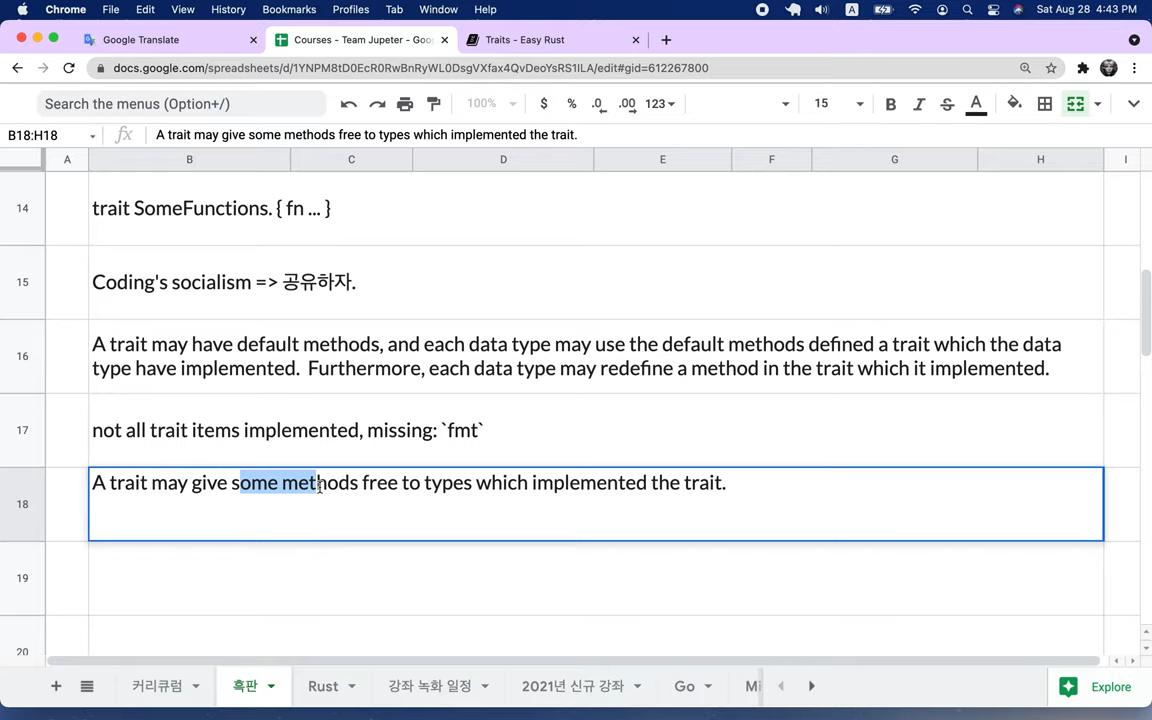 Chrome File Edit View History Bookmarks Profiles Tab Window Help A Sat Aug 28 4:43 PM
Google Translate Courses - Team Jupeter - Goo Traits - Easy Rust
docs.google.com/spreadsheets/d/1YNPM8tD0EcR0RwBnRyWL0DsgVXfax4QvDeoYsRS1ILA/edit#gid=612267800
Search the menus (Option+/) 100% $ % .0 .00 123 15 B I S A
B18:H18 fx A trait may give some methods free to types which implemented the trait.
A B C D E F G H I
14 trait SomeFunctions. { fn ... }
15 Coding's socialism => 공유하자.
16 A trait may have default methods, and each data type may use the default methods defined a trait which the data
type have implemented. Furthermore, each data type may redefine a method in the trait which it implemented.
17 not all trait items implemented, missing: `fmt`
18 A trait may give some methods free to types which implemented the trait.
19
20
커리큘럼 흑판 Rust 강좌 녹화 일정 2021년 신규 강좌 Go Mi Explore